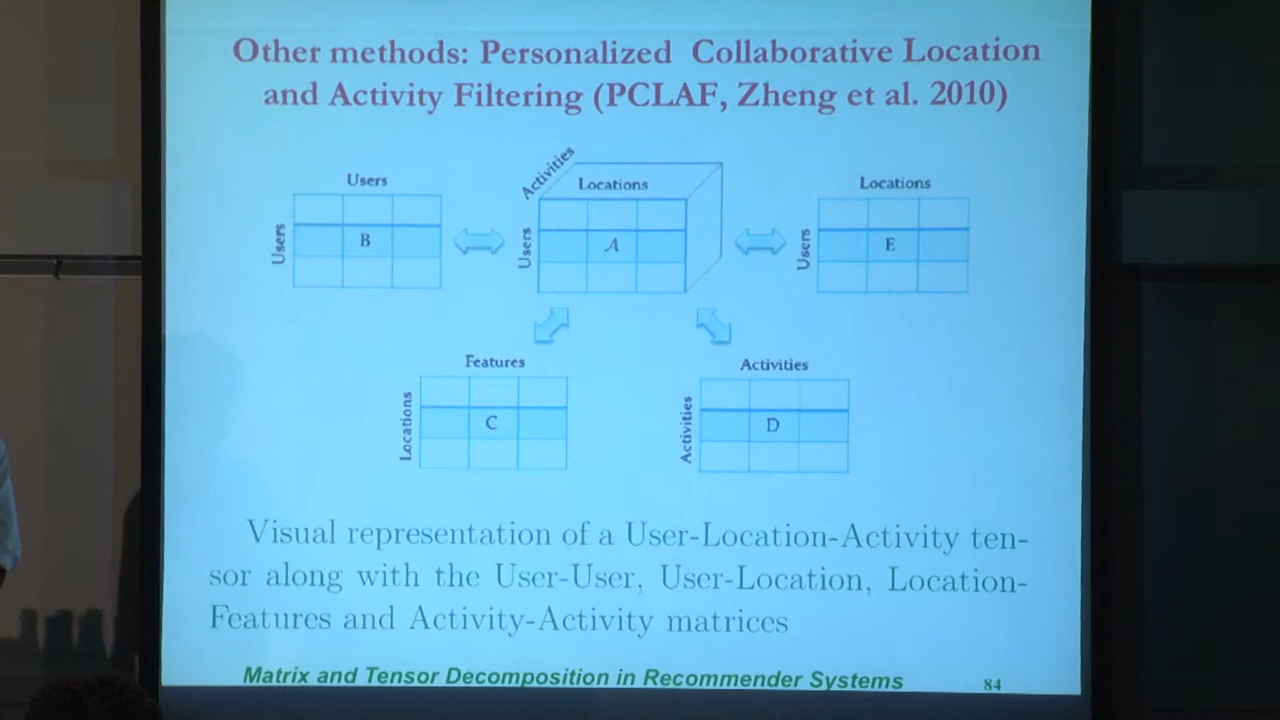 Other methods: Personalized Collaborative Location
and Activity Filtering (PCLAF, Zheng et al. 2010)
Users
Users
B
Activities
Locations
Users
A
Locations
Users
E
Features
Locations
C
Activities
Activities
D
Visual representation of a User-Location-Activity ten-
sor along with the User-User, User-Location, Location-
Features and Activity-Activity matrices
Matrix and Tensor Decomposition in Recommender Systems
84